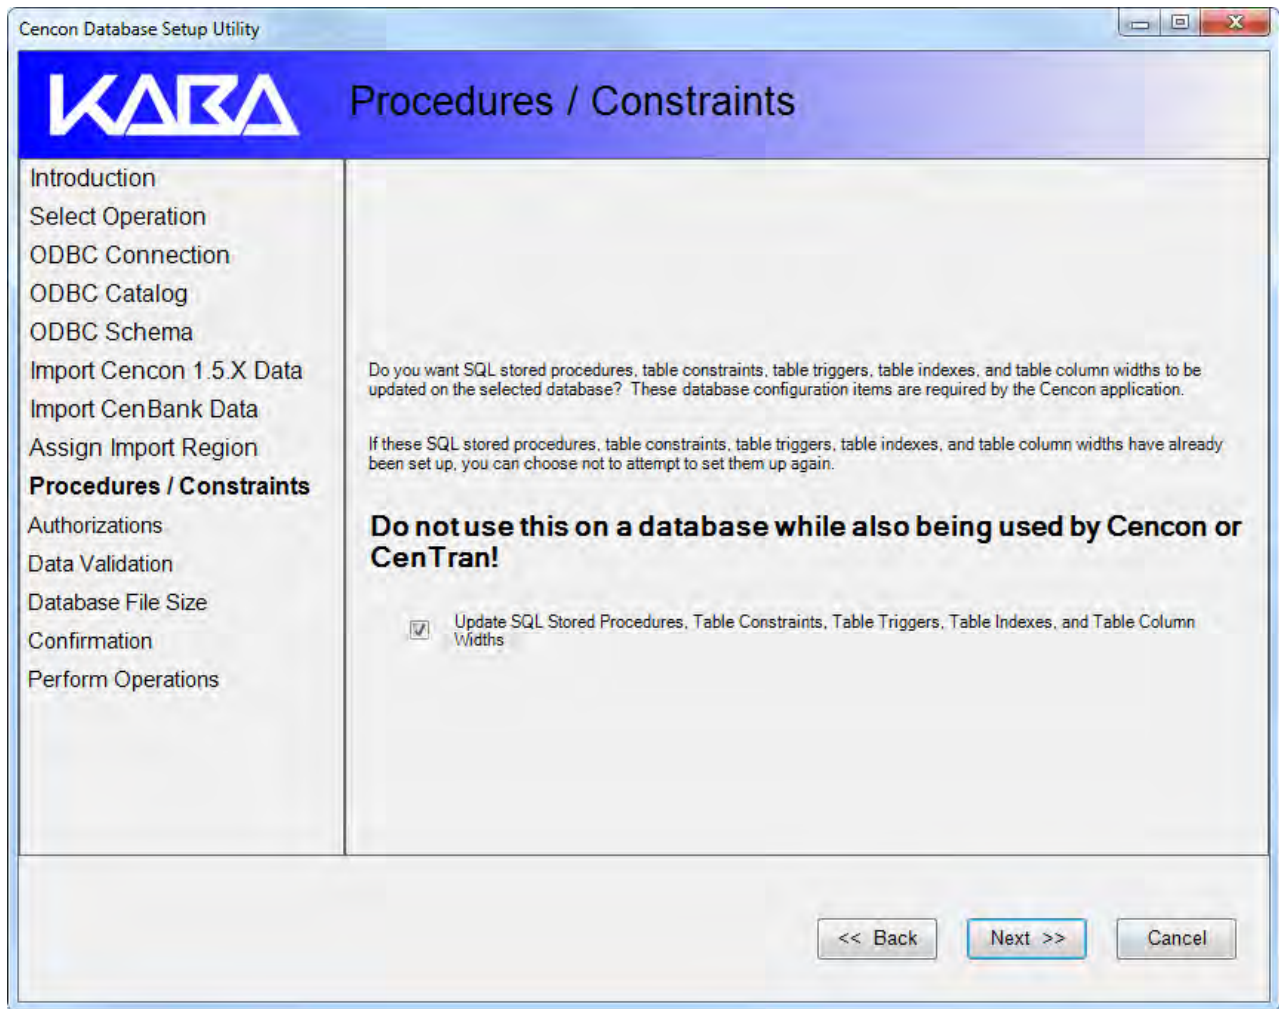 Cencon Database Setup Utility
KABA
Procedures / Constraints
Introduction
Select Operation
ODBC Connection
ODBC Catalog
ODBC Schema
Import Cencon 1.5.X Data
Import CenBank Data
Assign Import Region
Procedures / Constraints
Authorizations
Data Validation
Database File Size
Confirmation
Perform Operations
Do you want SQL stored procedures, table constraints, table triggers, table indexes, and table column widths to be
updated on the selected database?  These database configuration items are required by the Cencon application.
If these SQL stored procedures, table constraints, table triggers, table indexes, and table column widths have already
been set up, you can choose not to attempt to set them up again.
Do not use this on a database while also being used by Cencon or
CenTran!
Update SQL Stored Procedures, Table Constraints, Table Triggers, Table Indexes, and Table Column
Widths
<< Back
Next >>
Cancel